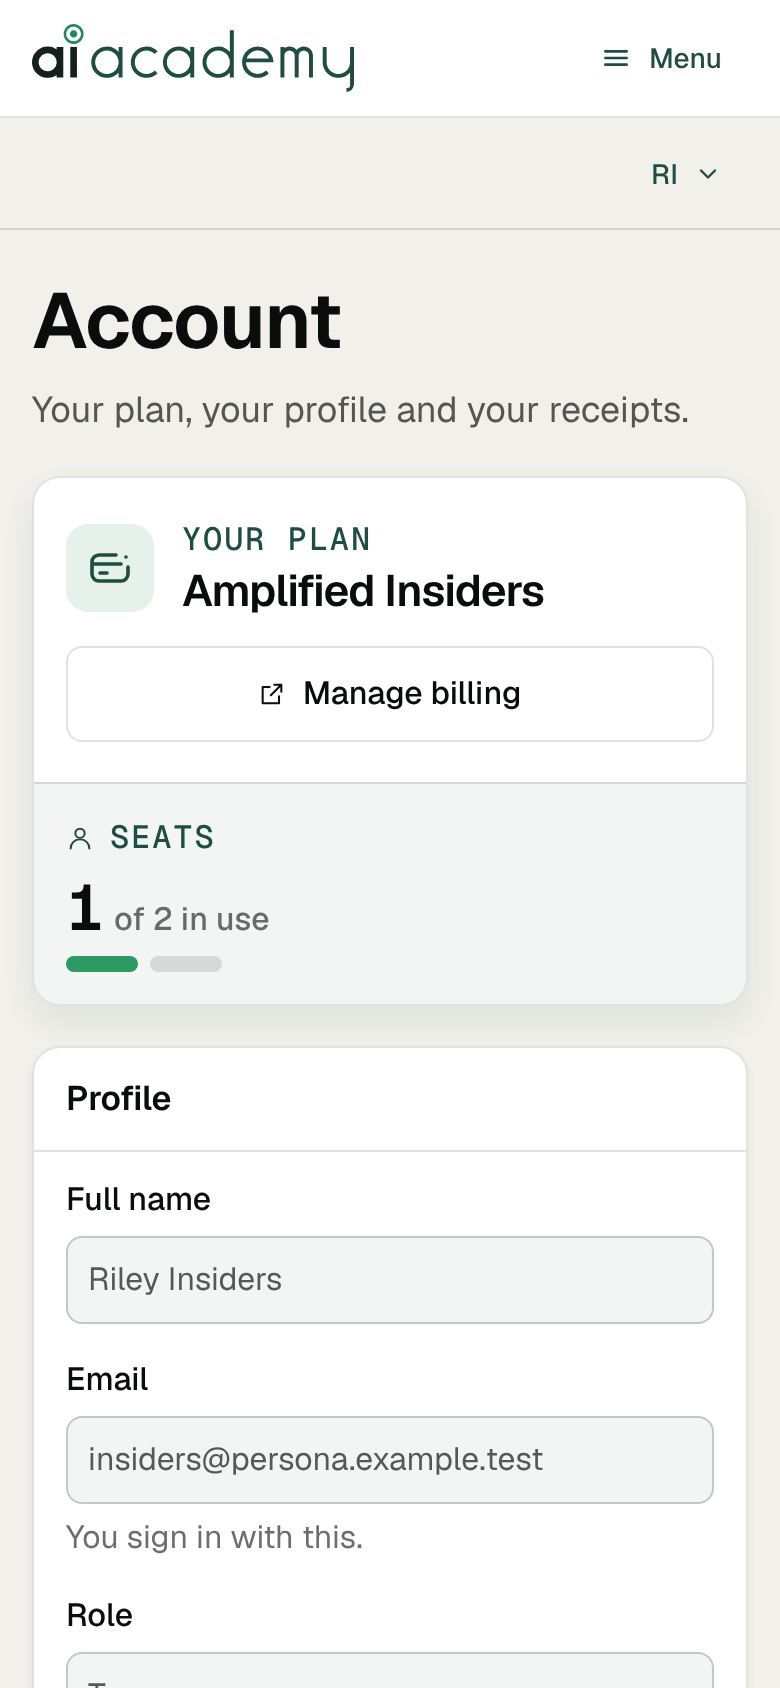 ai academy
Menu
RI
Account
Your plan, your profile and your receipts.
YOUR PLAN
Amplified Insiders
Manage billing
SEATS
1 of 2 in use
Profile
Full name
Riley Insiders
Email
insiders@persona.example.test
You sign in with this.
Role